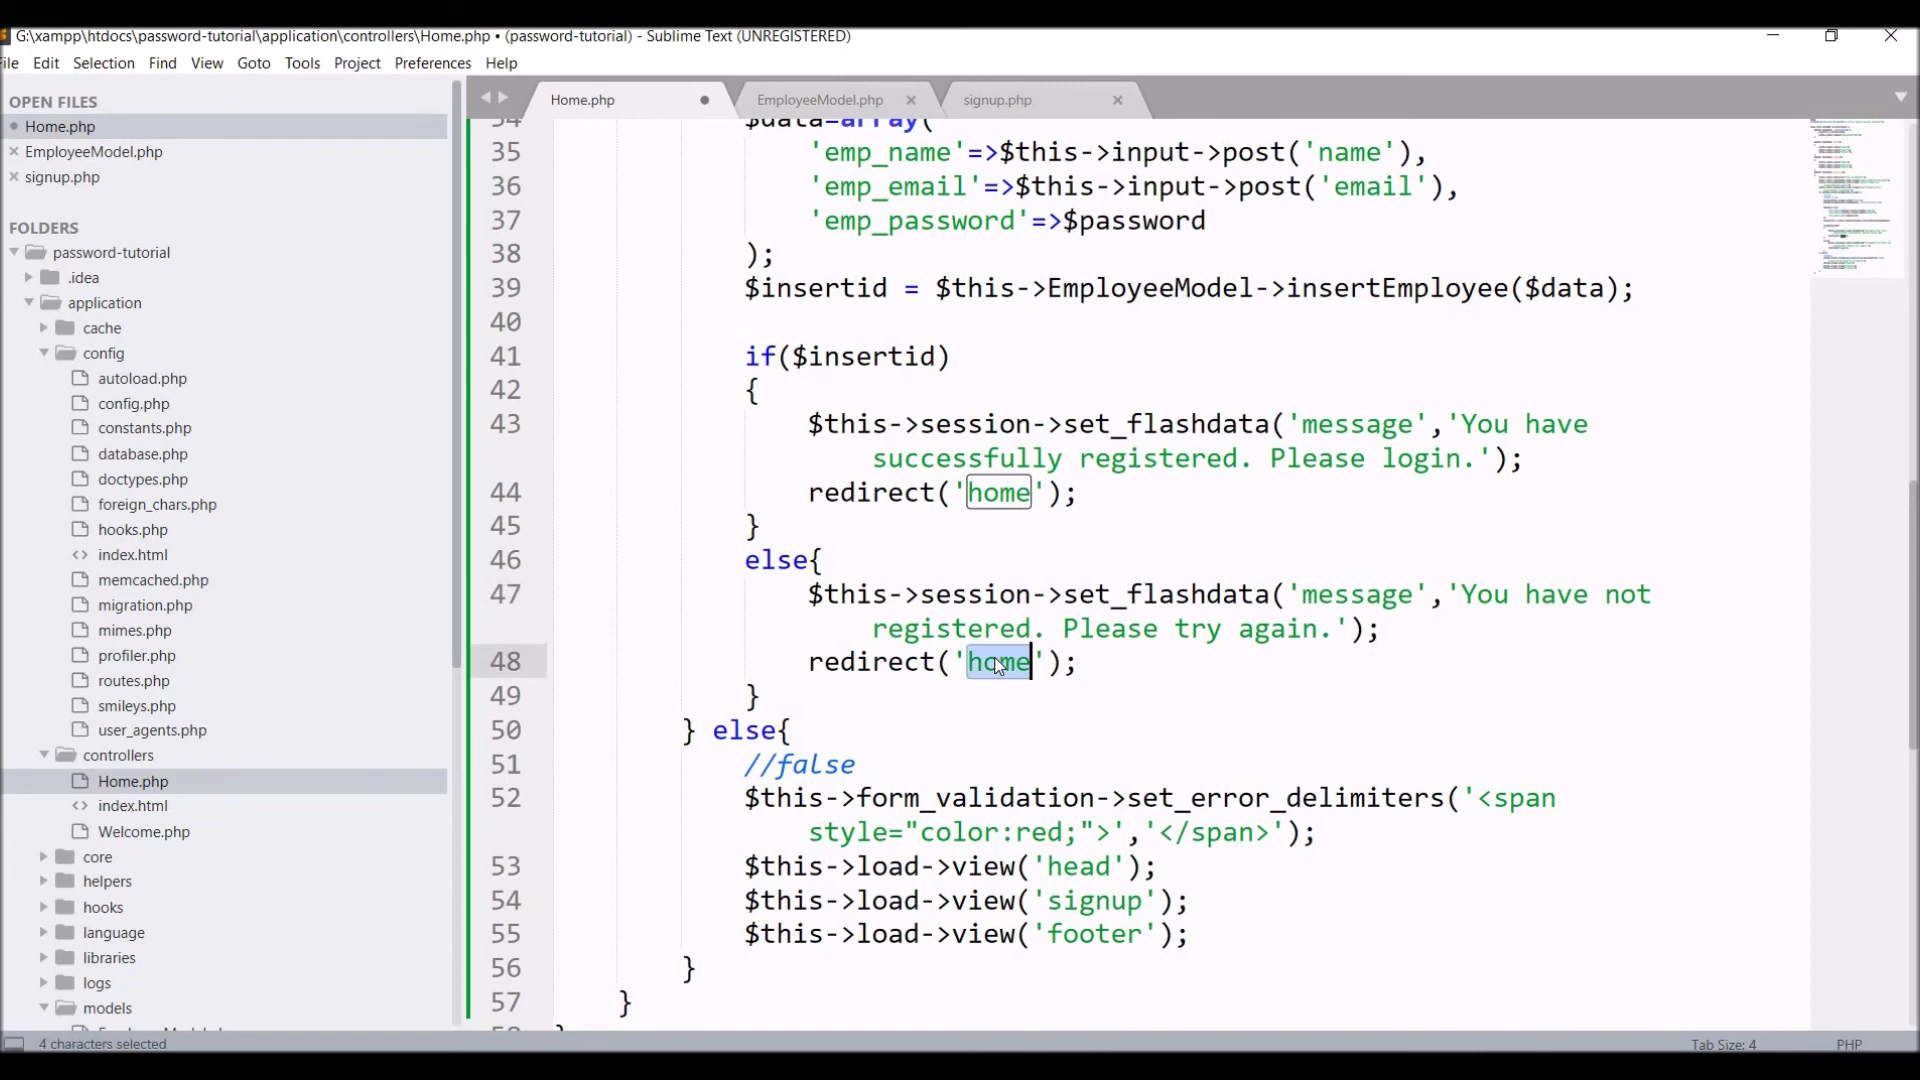 G:\xampp\htdocs\password-tutorial\application\controllers\Home.php • (password-tutorial) - Sublime Text (UNREGISTERED)
File Edit Selection Find View Goto Tools Project Preferences Help
OPEN FILES
Home.php
EmployeeModel.php
signup.php
FOLDERS
password-tutorial
.idea
application
cache
config
autoload.php
config.php
constants.php
database.php
doctypes.php
foreign_chars.php
hooks.php
index.html
memcached.php
migration.php
mimes.php
profiler.php
routes.php
smileys.php
user_agents.php
controllers
Home.php
index.html
Welcome.php
core
helpers
hooks
language
libraries
logs
models
Home.php EmployeeModel.php signup.php
34 $data=array(
35 'emp_name'=>$this->input->post('name'),
36 'emp_email'=>$this->input->post('email'),
37 'emp_password'=>$password
38 );
39 $insertid = $this->EmployeeModel->insertEmployee($data);
40
41 if($insertid)
42 {
43 $this->session->set_flashdata('message','You have
successfully registered. Please login.');
44 redirect('home');
45 }
46 else{
47 $this->session->set_flashdata('message','You have not
registered. Please try again.');
48 redirect('home');
49 }
50 } else{
51 //false
52 $this->form_validation->set_error_delimiters('<span
style="color:red;">','</span>');
53 $this->load->view('head');
54 $this->load->view('signup');
55 $this->load->view('footer');
56 }
57 }
4 characters selected
Tab Size: 4
PHP